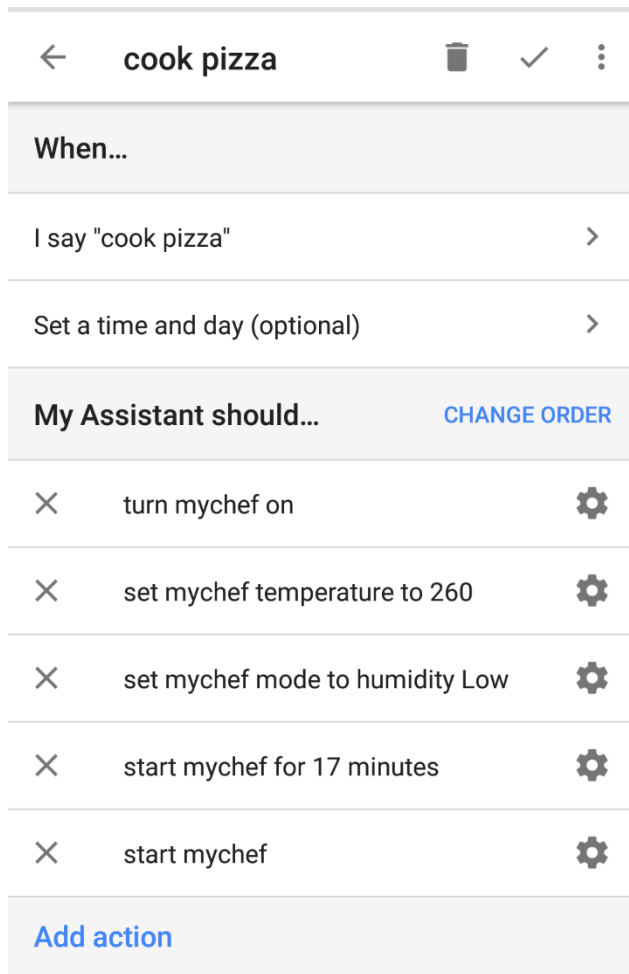 cook pizza
When...
I say "cook pizza"
Set a time and day (optional)
My Assistant should...
CHANGE ORDER
turn mychef on
set mychef temperature to 260
set mychef mode to humidity Low
start mychef for 17 minutes
start mychef
Add action